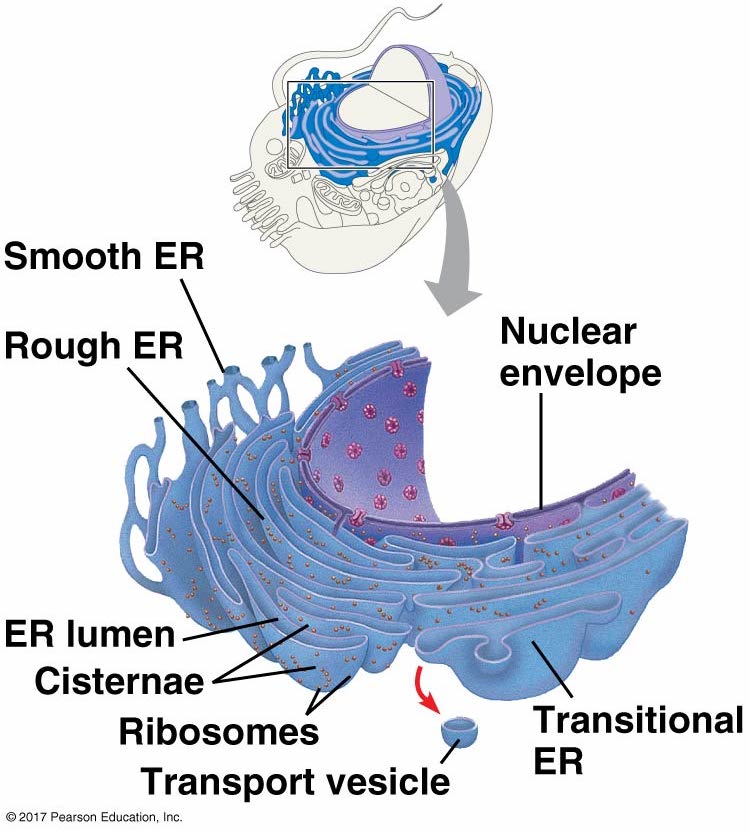 Smooth ER
Rough ER
Nuclear
envelope
ER lumen
Cisternae
Ribosomes
Transport vesicle
Transitional
ER
© 2017 Pearson Education, Inc.